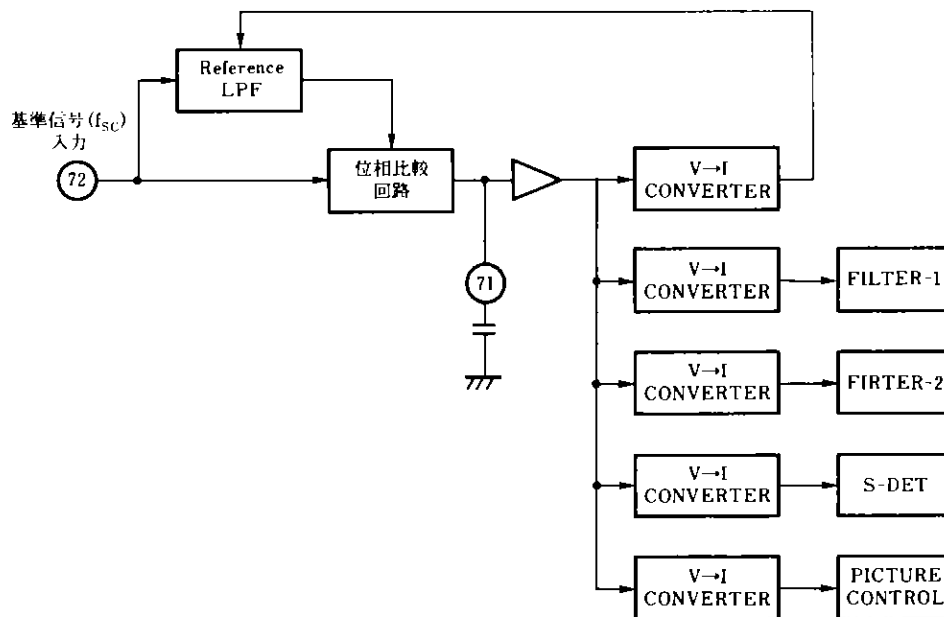 Reference
LPF
基準信号(fSC)
入力
72
位相比較
回路
V→I
CONVERTER
71
V→I
CONVERTER
FILTER-1
V→I
CONVERTER
FIRTER-2
V→I
CONVERTER
S-DET
V→I
CONVERTER
PICTURE
CONTROL